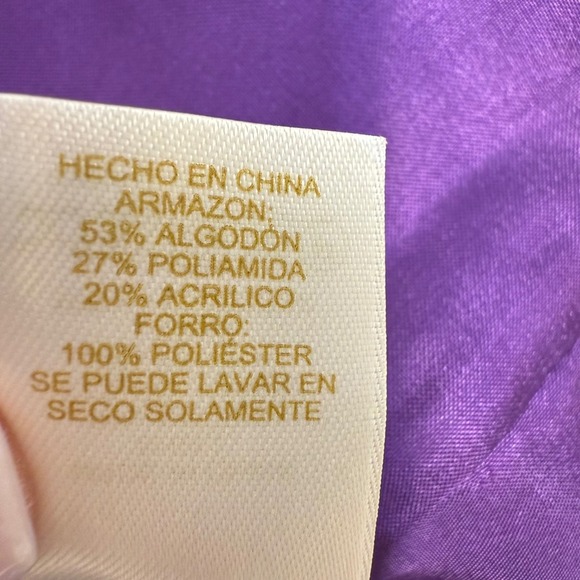 HECHO EN CHINA
ARMAZON:
53% ALGODÓN
27% POLIAMIDA
20% ACRILICO
FORRO:
100% POLIÉSTER
SE PUEDE LAVAR EN
SECO SOLAMENTE